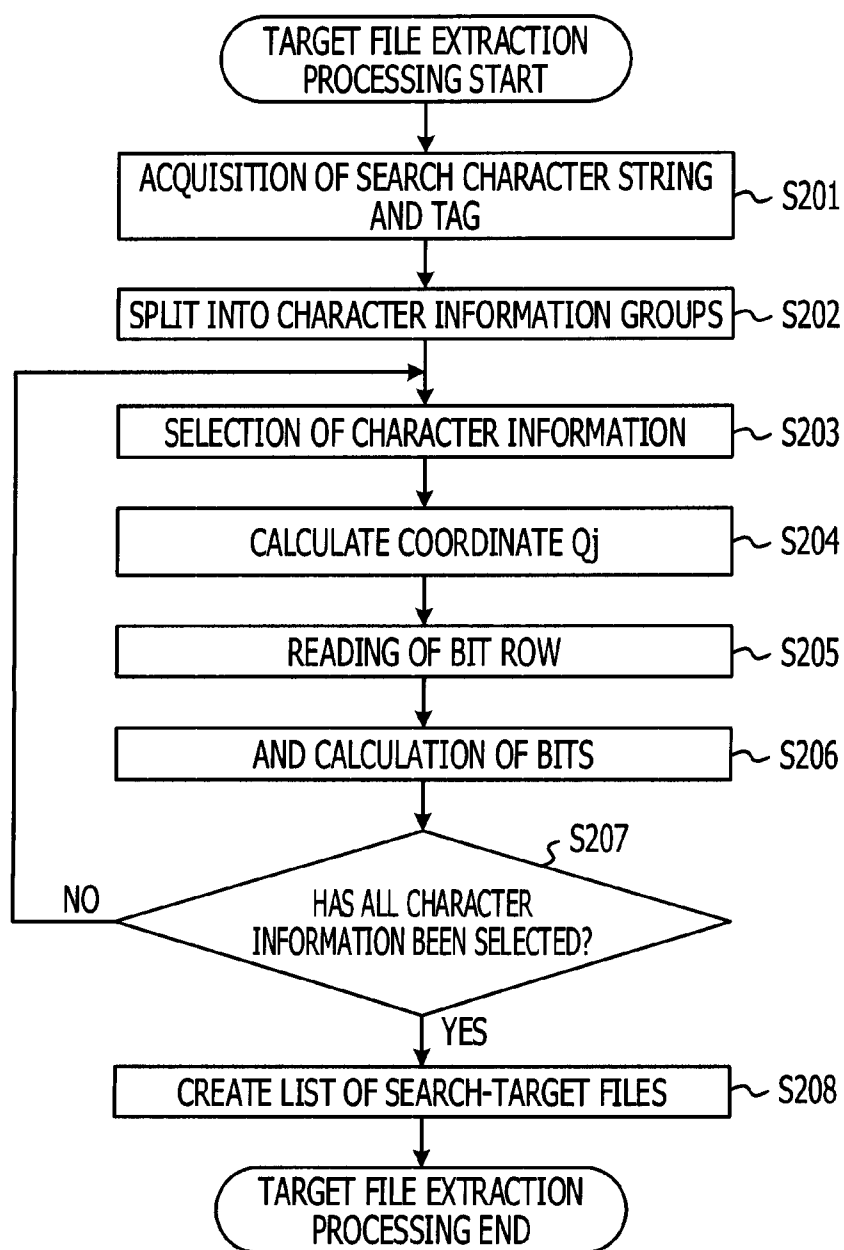 TARGET FILE EXTRACTION
PROCESSING START
ACQUISITION OF SEARCH CHARACTER STRING
AND TAG
S201
SPLIT INTO CHARACTER INFORMATION GROUPS
S202
SELECTION OF CHARACTER INFORMATION
S203
CALCULATE COORDINATE Qj
S204
READING OF BIT ROW
S205
AND CALCULATION OF BITS
S206
S207
NO
HAS ALL CHARACTER
INFORMATION BEEN SELECTED?
YES
CREATE LIST OF SEARCH-TARGET FILES
S208
TARGET FILE EXTRACTION
PROCESSING END